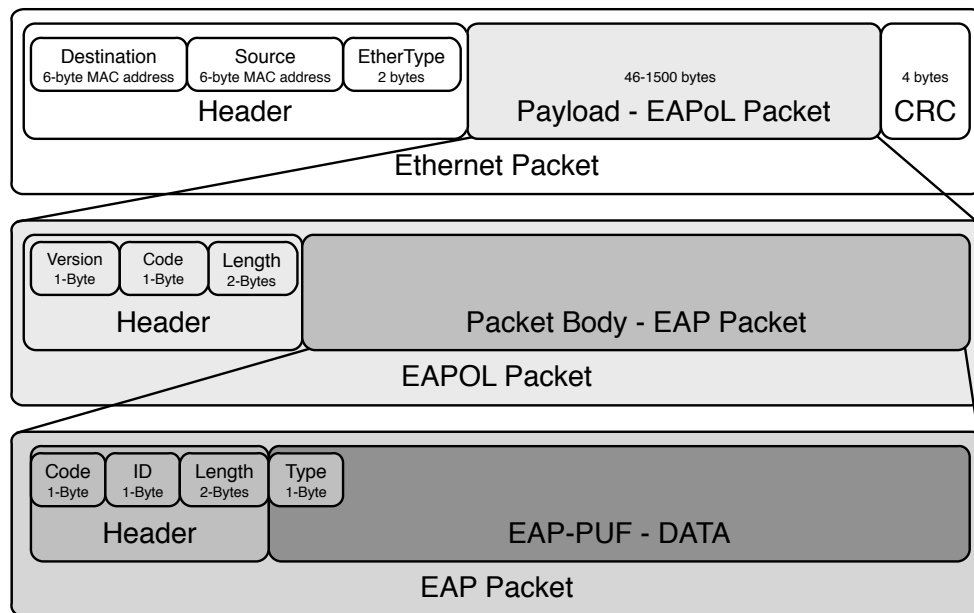 Destination Source EtherType
6-byte MAC address 6-byte MAC address 2 bytes 46-1500 bytes 4 bytes
Header Payload - EAPoL Packet CRC
Ethernet Packet
Version Code Length
1-Byte 1-Byte 2-Bytes
Header Packet Body - EAP Packet
EAPOL Packet
Code ID Length Type
1-Byte 1-Byte 2-Bytes 1-Byte
Header EAP-PUF - DATA
EAP Packet